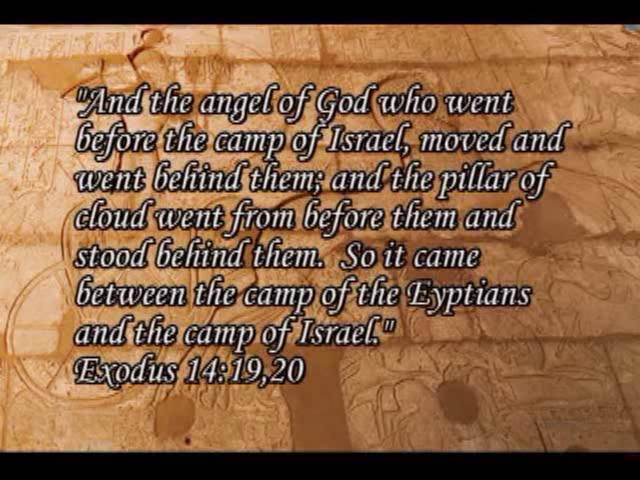 "And the angel of God who went
before the camp of Israel, moved and
went behind them; and the pillar of
cloud went from before them and
stood behind them.  So it came
between the camp of the Eyptians
and the camp of Israel."
Exodus 14:19,20